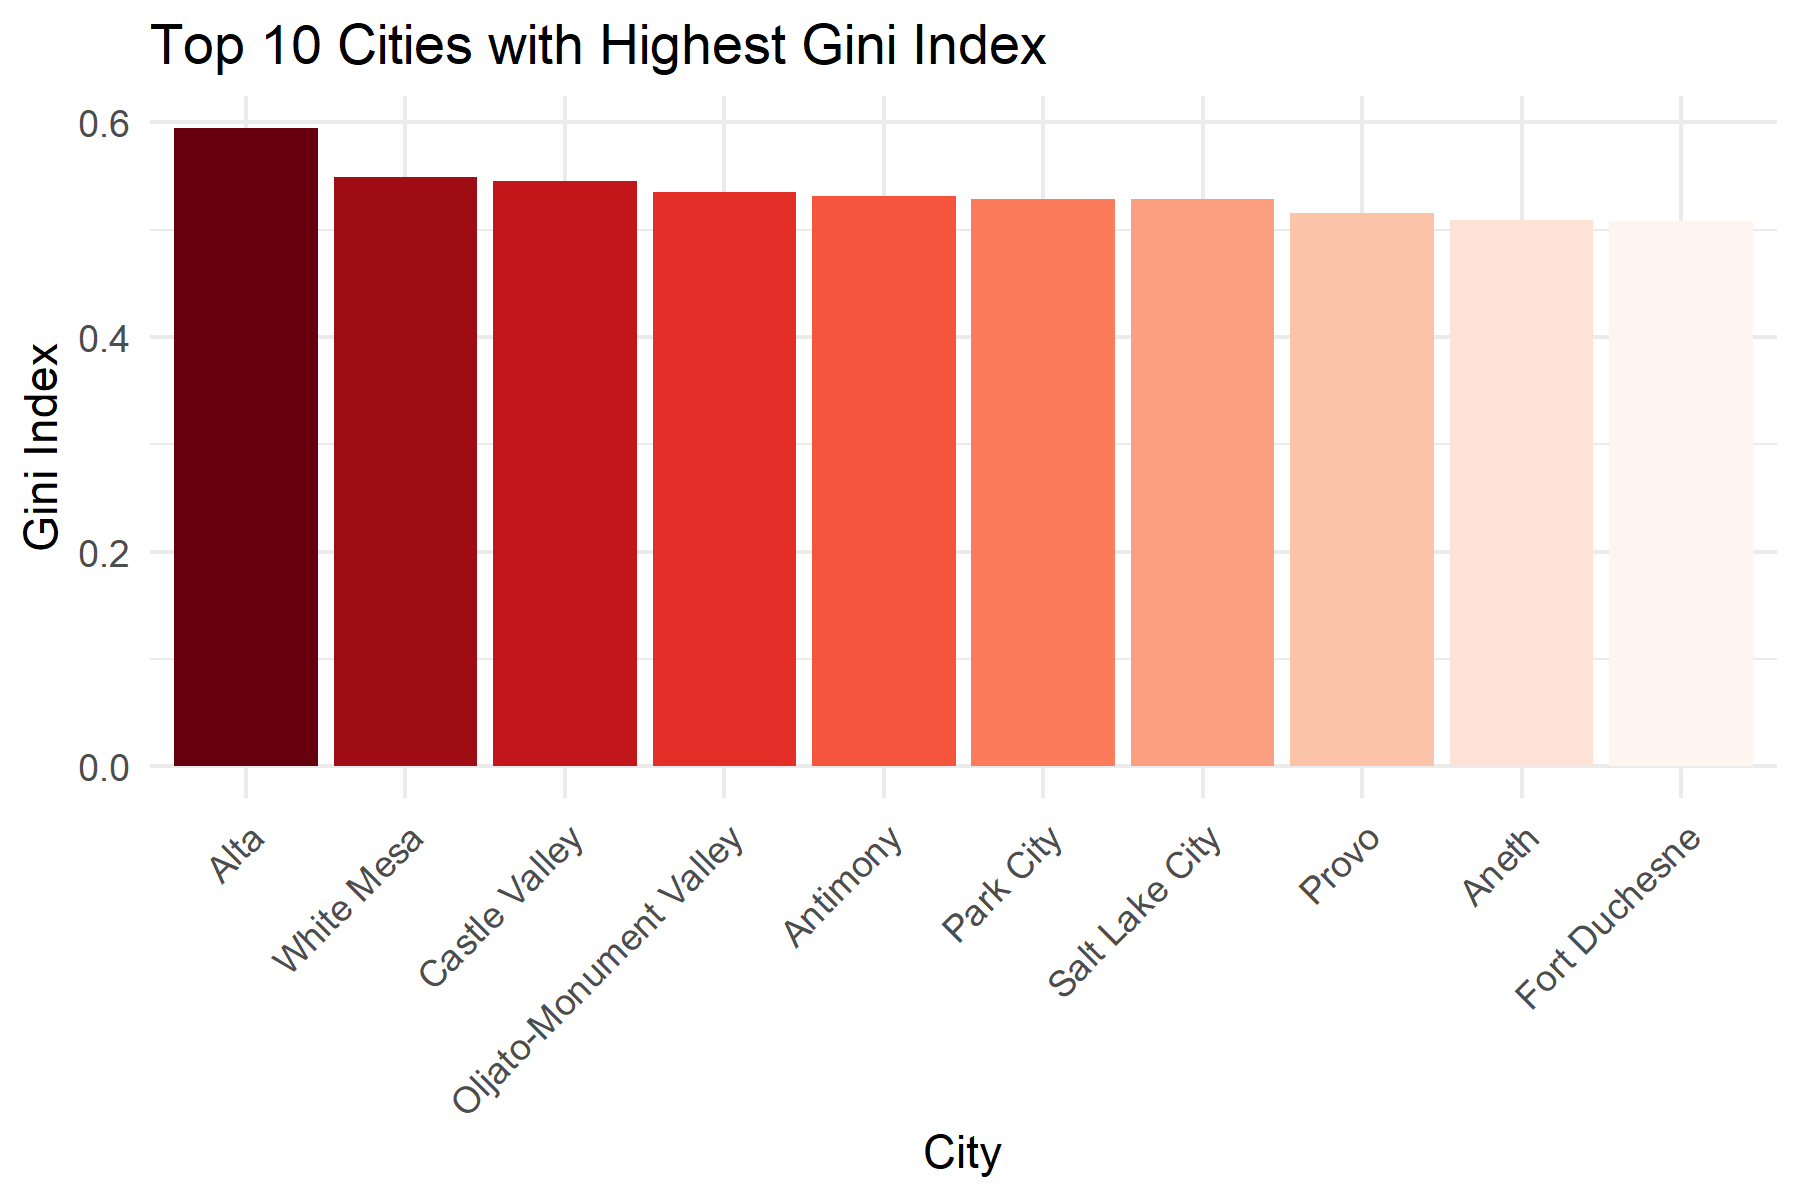 Top 10 Cities with Highest Gini Index
Gini Index
0.6
0.4
0.2
0.0
Alta
White Mesa
Castle Valley
Oljato-Monument Valley
Antimony
Park City
Salt Lake City
Provo
Aneth
Fort Duchesne
City